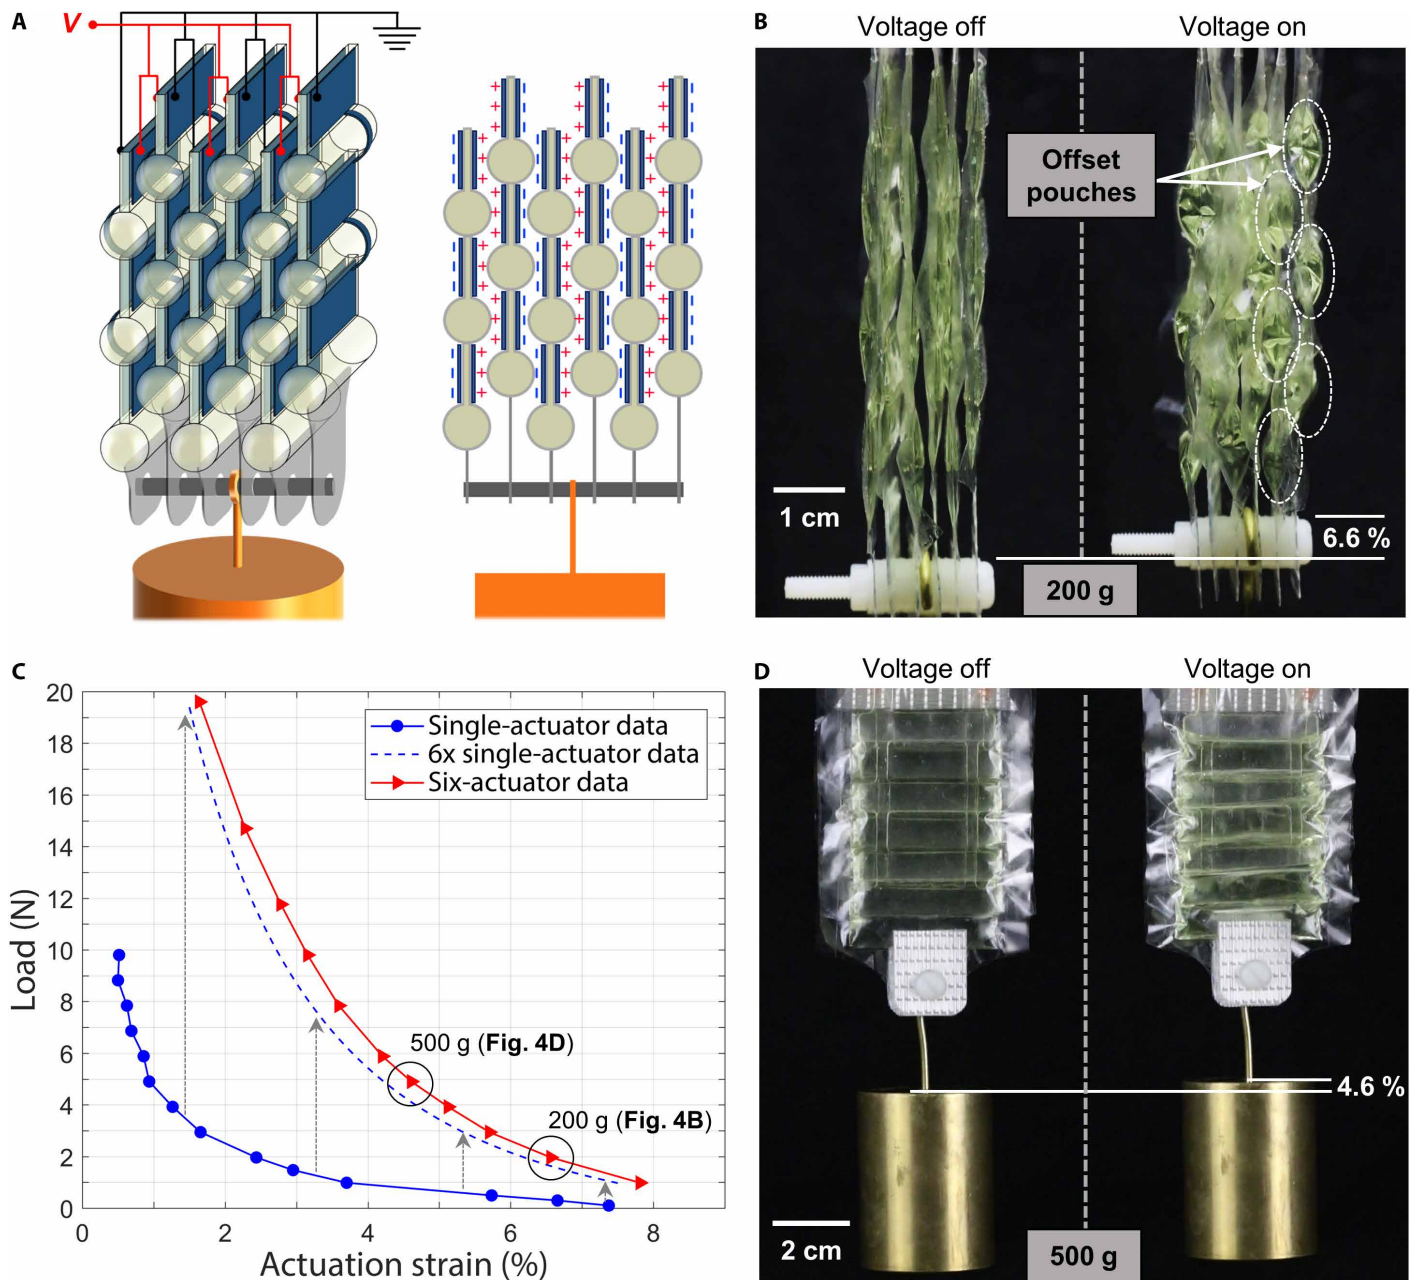 A
V
B
Voltage off
Voltage on
Offset
pouches
1 cm
6.6 %
200 g
C
20
18
16
14
12
10
8
6
4
2
0
Load (N)
Single-actuator data
6x single-actuator data
Six-actuator data
500 g (Fig. 4D)
200 g (Fig. 4B)
0
2
4
6
8
Actuation strain (%)
D
Voltage off
Voltage on
4.6 %
2 cm
500 g